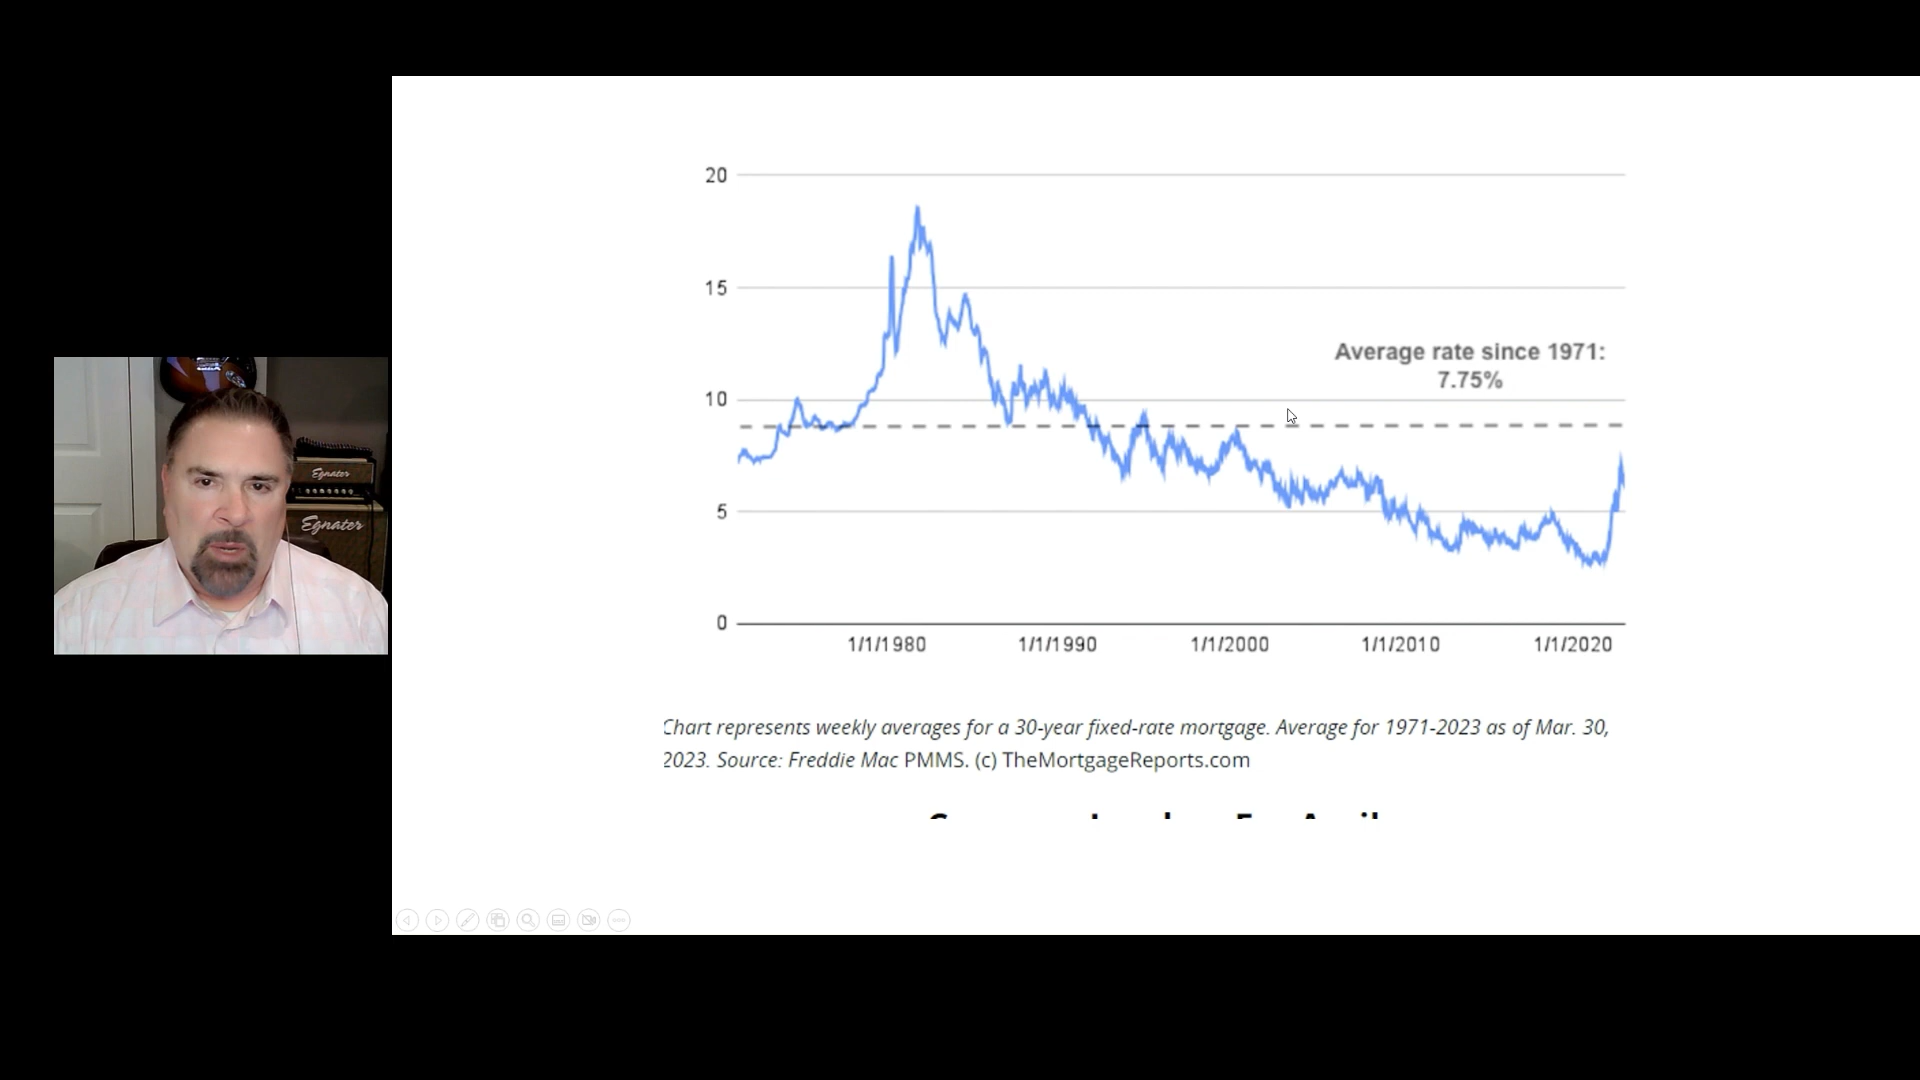 20
15
10
5
0
Average rate since 1971:
7.75%
1/1/1980 1/1/1990 1/1/2000 1/1/2010 1/1/2020
Chart represents weekly averages for a 30-year fixed-rate mortgage. Average for 1971-2023 as of Mar. 30,
2023. Source: Freddie Mac PMMS. (c) TheMortgageReports.com
Egnater
Egnater